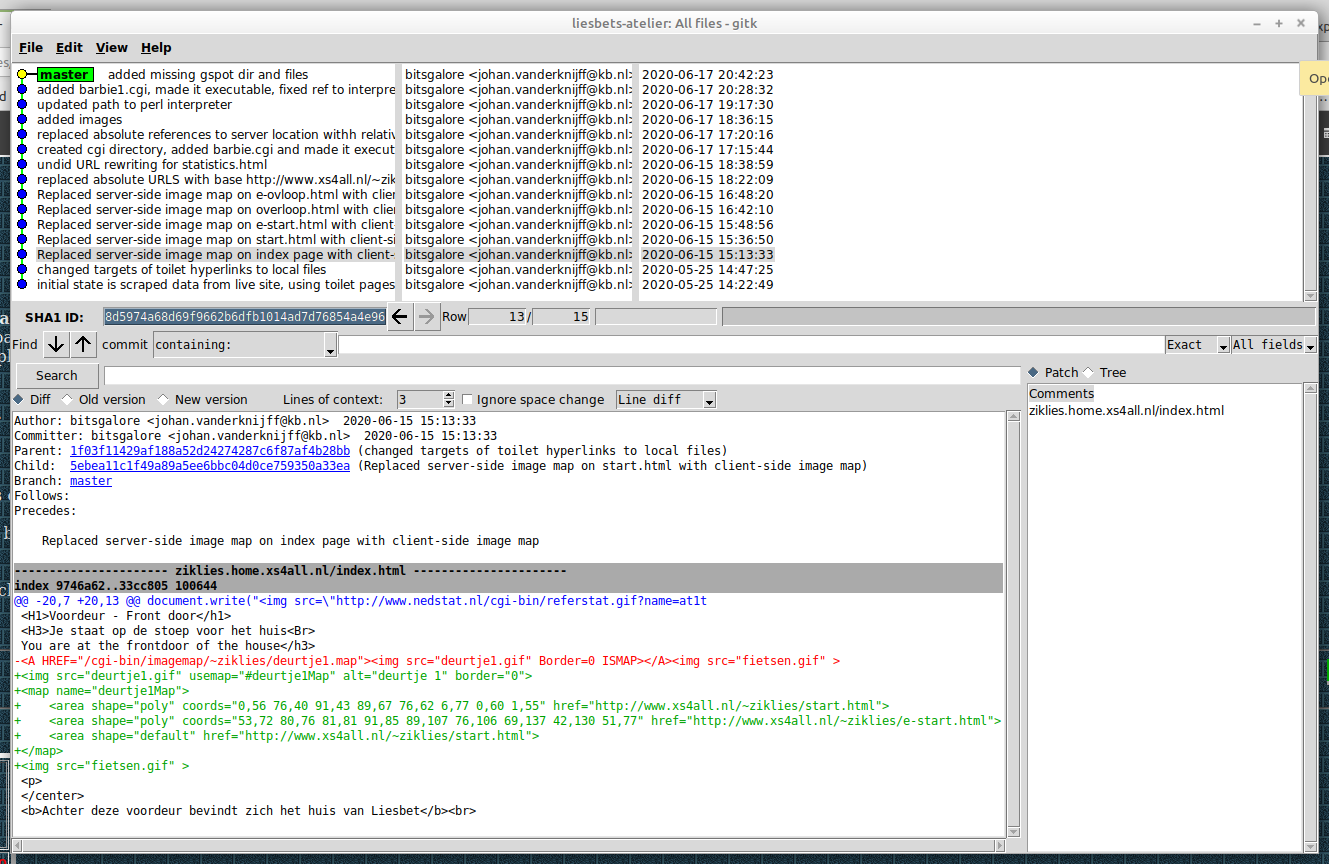 liesbets-atelier: All files - gitk
File Edit View Help
master added missing gspot dir and files bitsgalore <johan.vanderknijff@kb.nl> 2020-06-17 20:42:23
added barbie1.cgi, made it executable, fixed ref to interpre bitsgalore <johan.vanderknijff@kb.nl> 2020-06-17 20:28:32
updated path to perl interpreter bitsgalore <johan.vanderknijff@kb.nl> 2020-06-17 19:17:30
added images bitsgalore <johan.vanderknijff@kb.nl> 2020-06-17 18:36:15
replaced absolute references to server location withh relativ bitsgalore <johan.vanderknijff@kb.nl> 2020-06-17 17:20:16
created cgi directory, added barbie.cgi and made it execut bitsgalore <johan.vanderknijff@kb.nl> 2020-06-17 17:15:44
undid URL rewriting for statistics.html bitsgalore <johan.vanderknijff@kb.nl> 2020-06-15 18:38:59
replaced absolute URLS with base http://www.xs4all.nl/~zik bitsgalore <johan.vanderknijff@kb.nl> 2020-06-15 18:22:09
Replaced server-side image map on e-ovloop.html with clie bitsgalore <johan.vanderknijff@kb.nl> 2020-06-15 16:48:20
Replaced server-side image map on overloop.html with clie bitsgalore <johan.vanderknijff@kb.nl> 2020-06-15 16:42:10
Replaced server-side image map on e-start.html with client- bitsgalore <johan.vanderknijff@kb.nl> 2020-06-15 15:48:56
Replaced server-side image map on start.html with client-si bitsgalore <johan.vanderknijff@kb.nl> 2020-06-15 15:36:50
Replaced server-side image map on index page with client- bitsgalore <johan.vanderknijff@kb.nl> 2020-06-15 15:13:33
changed targets of toilet hyperlinks to local files bitsgalore <johan.vanderknijff@kb.nl> 2020-05-25 14:47:25
initial state is scraped data from live site, using toilet pages bitsgalore <johan.vanderknijff@kb.nl> 2020-05-25 14:22:49
SHA1 ID: 8d5974a68d69f9662b6dfb1014ad7d76854a4e96 Row 13 / 15
Find commit containing: Exact All fields
Search
Patch Tree
Diff Old version New version Lines of context: 3 Ignore space change Line diff
Comments
ziklies.home.xs4all.nl/index.html
Author: bitsgalore <johan.vanderknijff@kb.nl> 2020-06-15 15:13:33
Committer: bitsgalore <johan.vanderknijff@kb.nl> 2020-06-15 15:13:33
Parent: 1f03f11429af188a52d24274287c6f87af4b28bb (changed targets of toilet hyperlinks to local files)
Child: 5ebea11c1f49a89a5ee6bbc04d0ce759350a33ea (Replaced server-side image map on start.html with client-side image map)
Branch: master
Follows:
Precedes:
Replaced server-side image map on index page with client-side image map
---------------------- ziklies.home.xs4all.nl/index.html ----------------------
index 9746a62..33cc805 100644
@@ -20,7 +20,13 @@ document.write("<img src=\"http://www.nedstat.nl/cgi-bin/referstat.gif?name=at1t
<H1>Voordeur - Front door</h1>
<H3>Je staat op de stoep voor het huis<Br>
You are at the frontdoor of the house</h3>
-<A HREF="/cgi-bin/imagemap/~ziklies/deurtje1.map"><img src="deurtje1.gif" Border=0 ISMAP></A><img src="fietsen.gif" >
+<img src="deurtje1.gif" usemap="#deurtje1Map" alt="deurtje 1" border="0">
+<map name="deurtje1Map">
+    <area shape="poly" coords="0,56 76,40 91,43 89,67 76,62 6,77 0,60 1,55" href="http://www.xs4all.nl/~ziklies/start.html">
+    <area shape="poly" coords="53,72 80,76 81,81 91,85 89,107 76,106 69,137 42,130 51,77" href="http://www.xs4all.nl/~ziklies/e-start.html">
+    <area shape="default" href="http://www.xs4all.nl/~ziklies/start.html">
+</map>
+<img src="fietsen.gif" >
<p>
</center>
<b>Achter deze voordeur bevindt zich het huis van Liesbet</b><br>